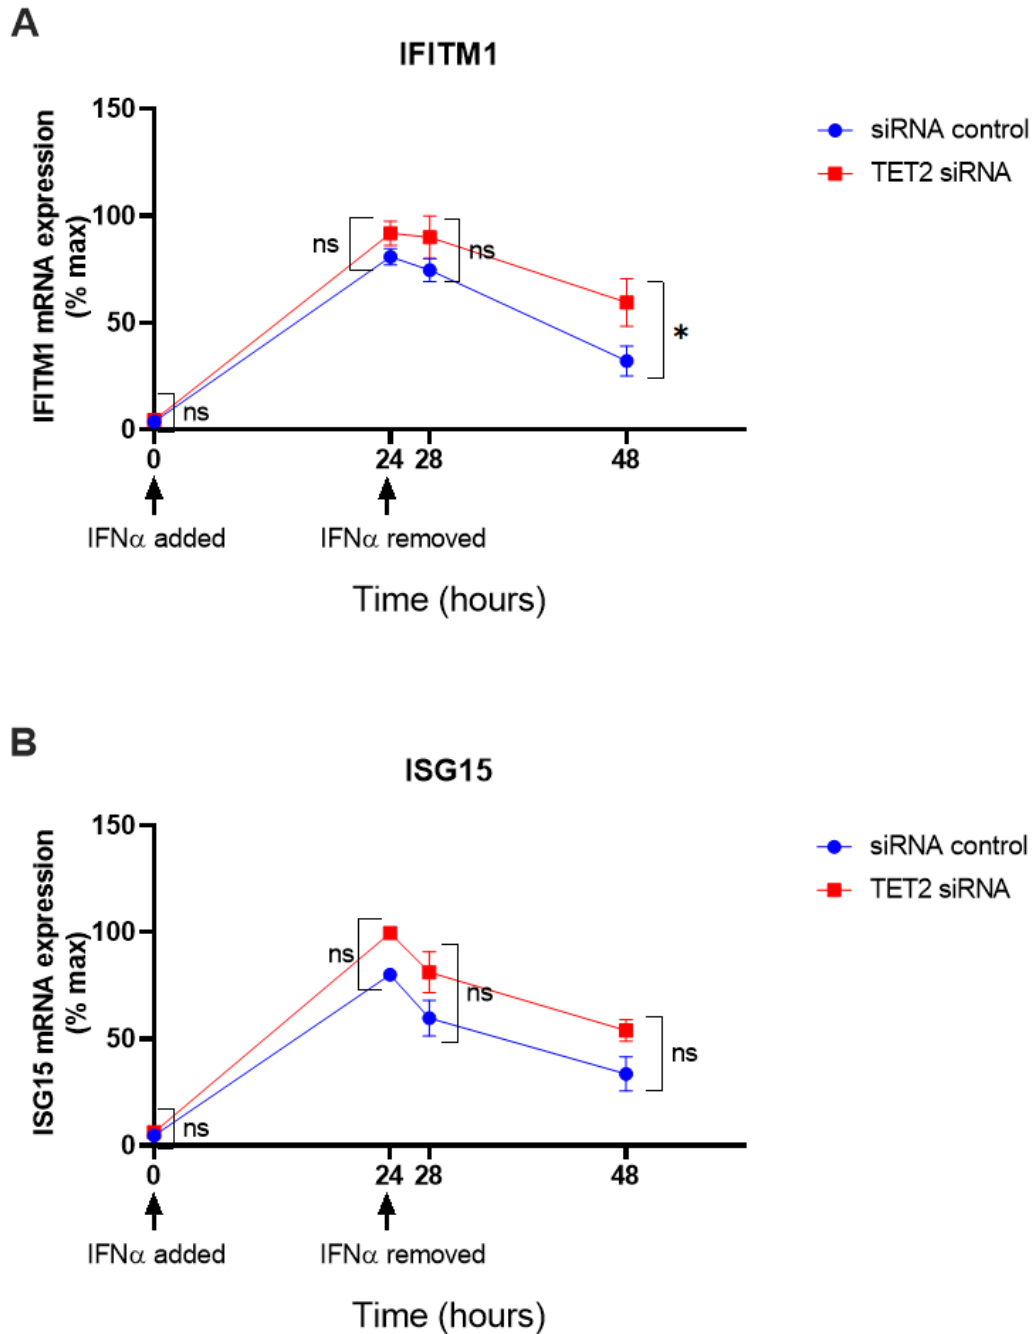 A
IFITM1
IFITM1 mRNA expression
(% max)
150
100
50
0
siRNA control
TET2 siRNA
ns
ns
ns
*
0
24
28
48
IFNα added
IFNα removed
Time (hours)
B
ISG15
ISG15 mRNA expression
(% max)
150
100
50
0
siRNA control
TET2 siRNA
ns
ns
ns
ns
0
24
28
48
IFNα added
IFNα removed
Time (hours)